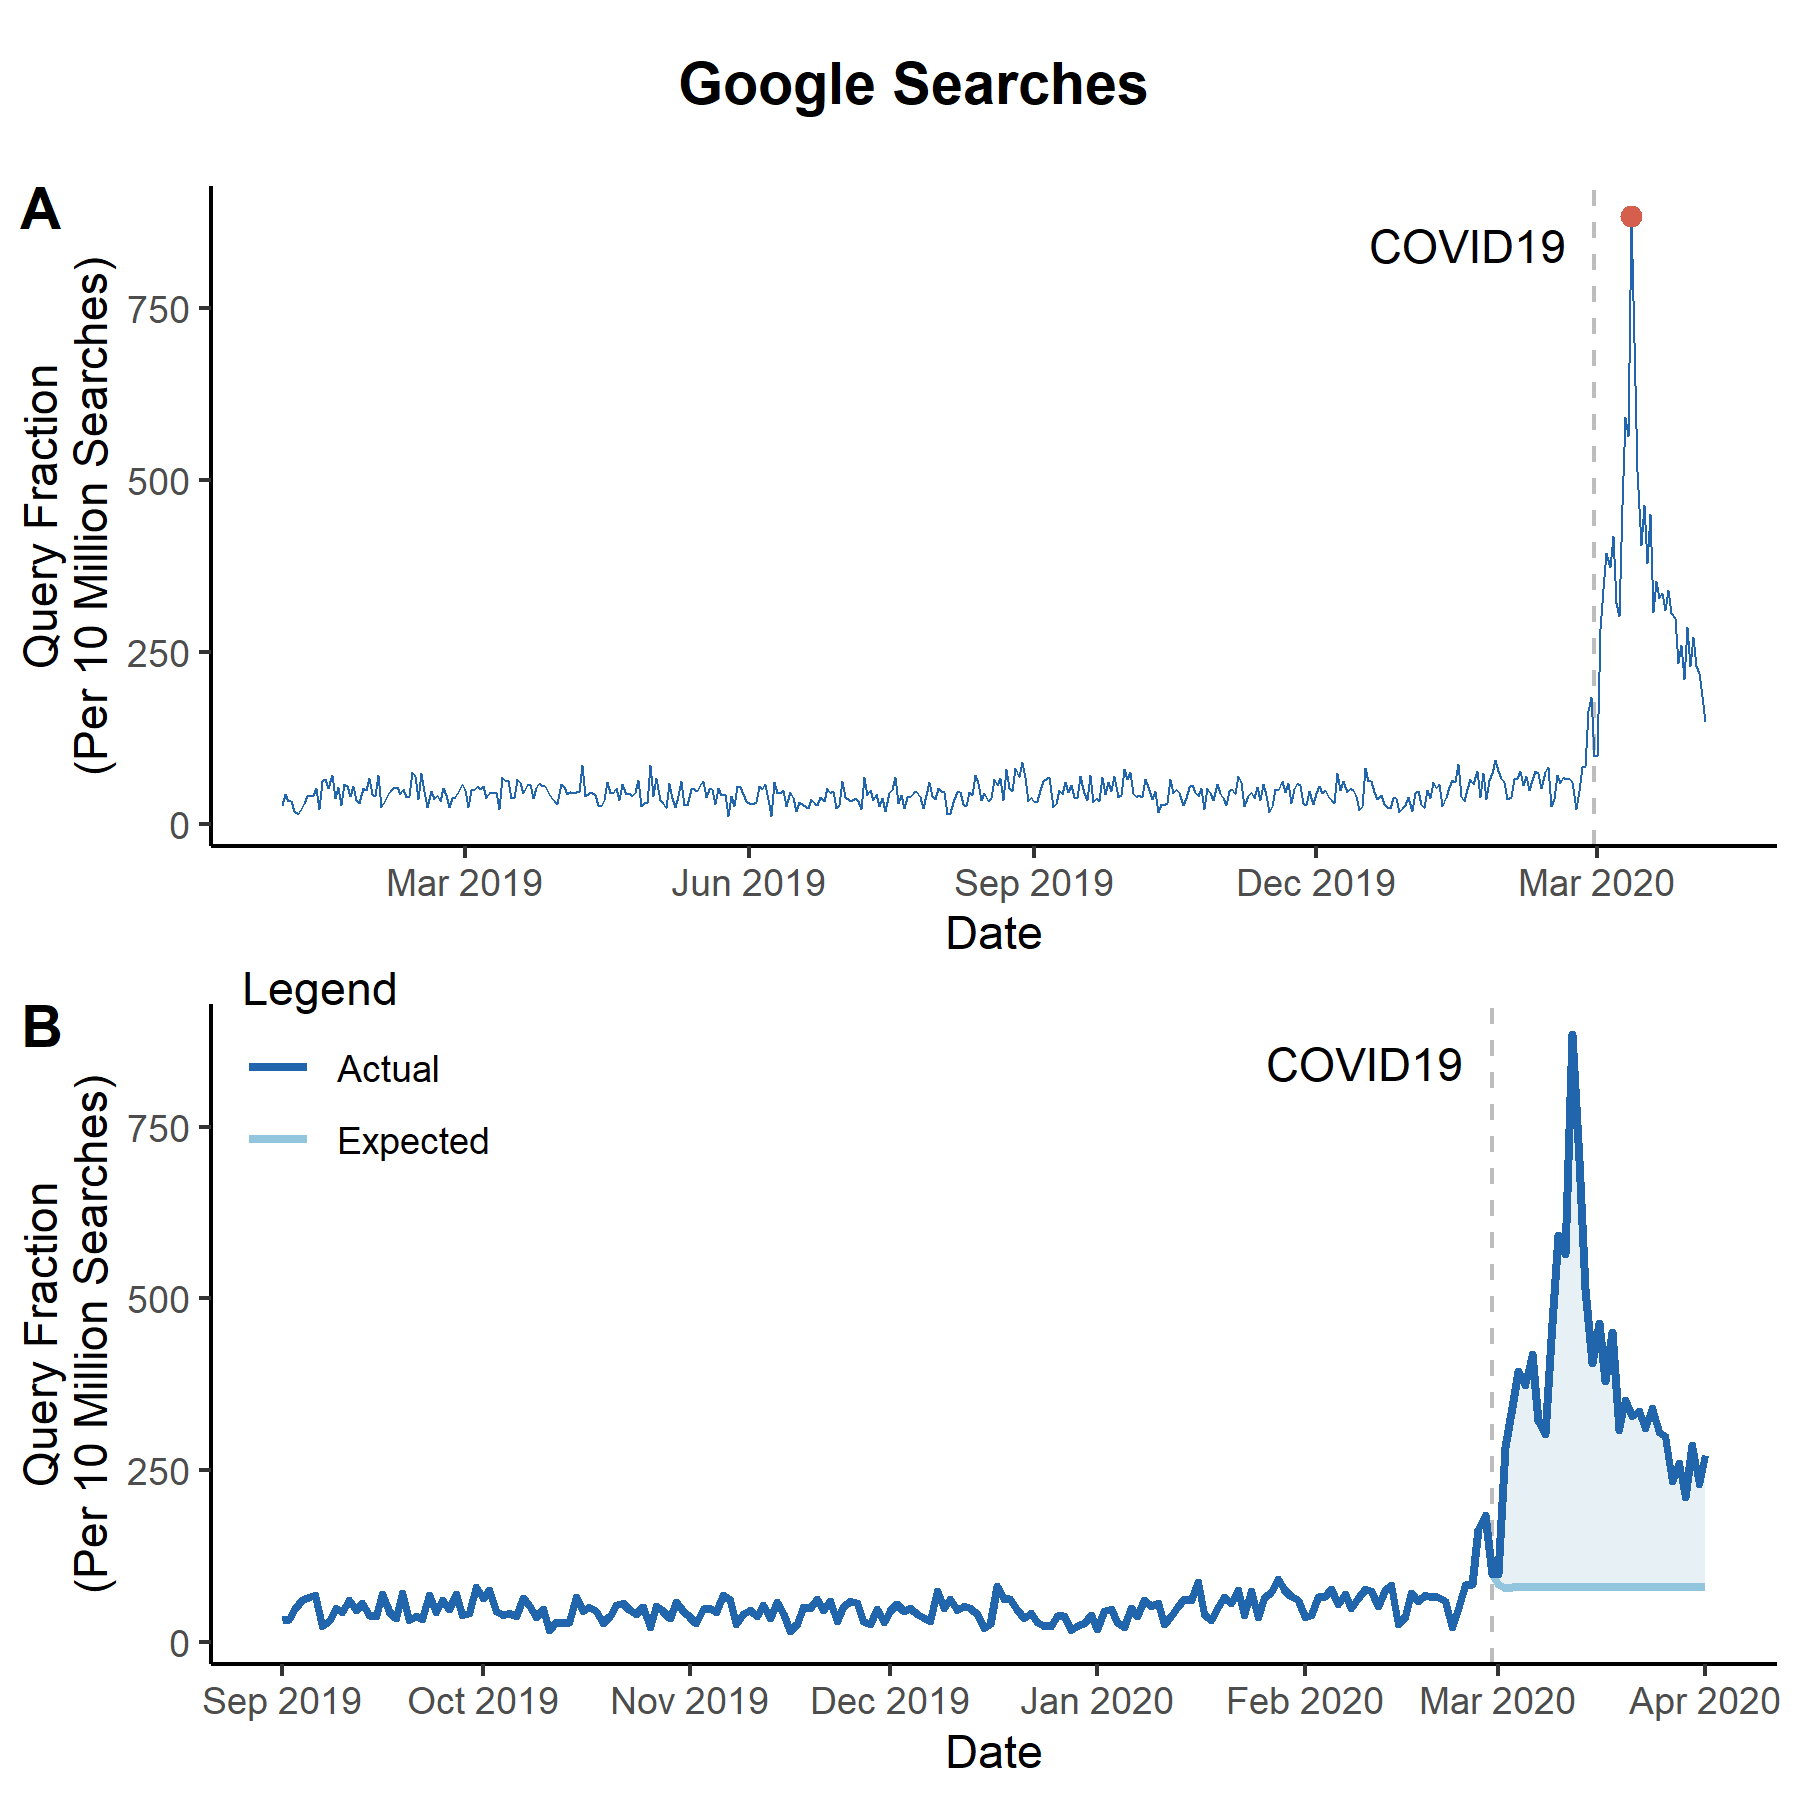 Google Searches
A
Query Fraction
(Per 10 Million Searches)
750
500
250
0
COVID19
Mar 2019
Jun 2019
Sep 2019
Dec 2019
Mar 2020
Date
B
Legend
Actual
Expected
Query Fraction
(Per 10 Million Searches)
750
500
250
0
COVID19
Sep 2019
Oct 2019
Nov 2019
Dec 2019
Jan 2020
Feb 2020
Mar 2020
Apr 2020
Date